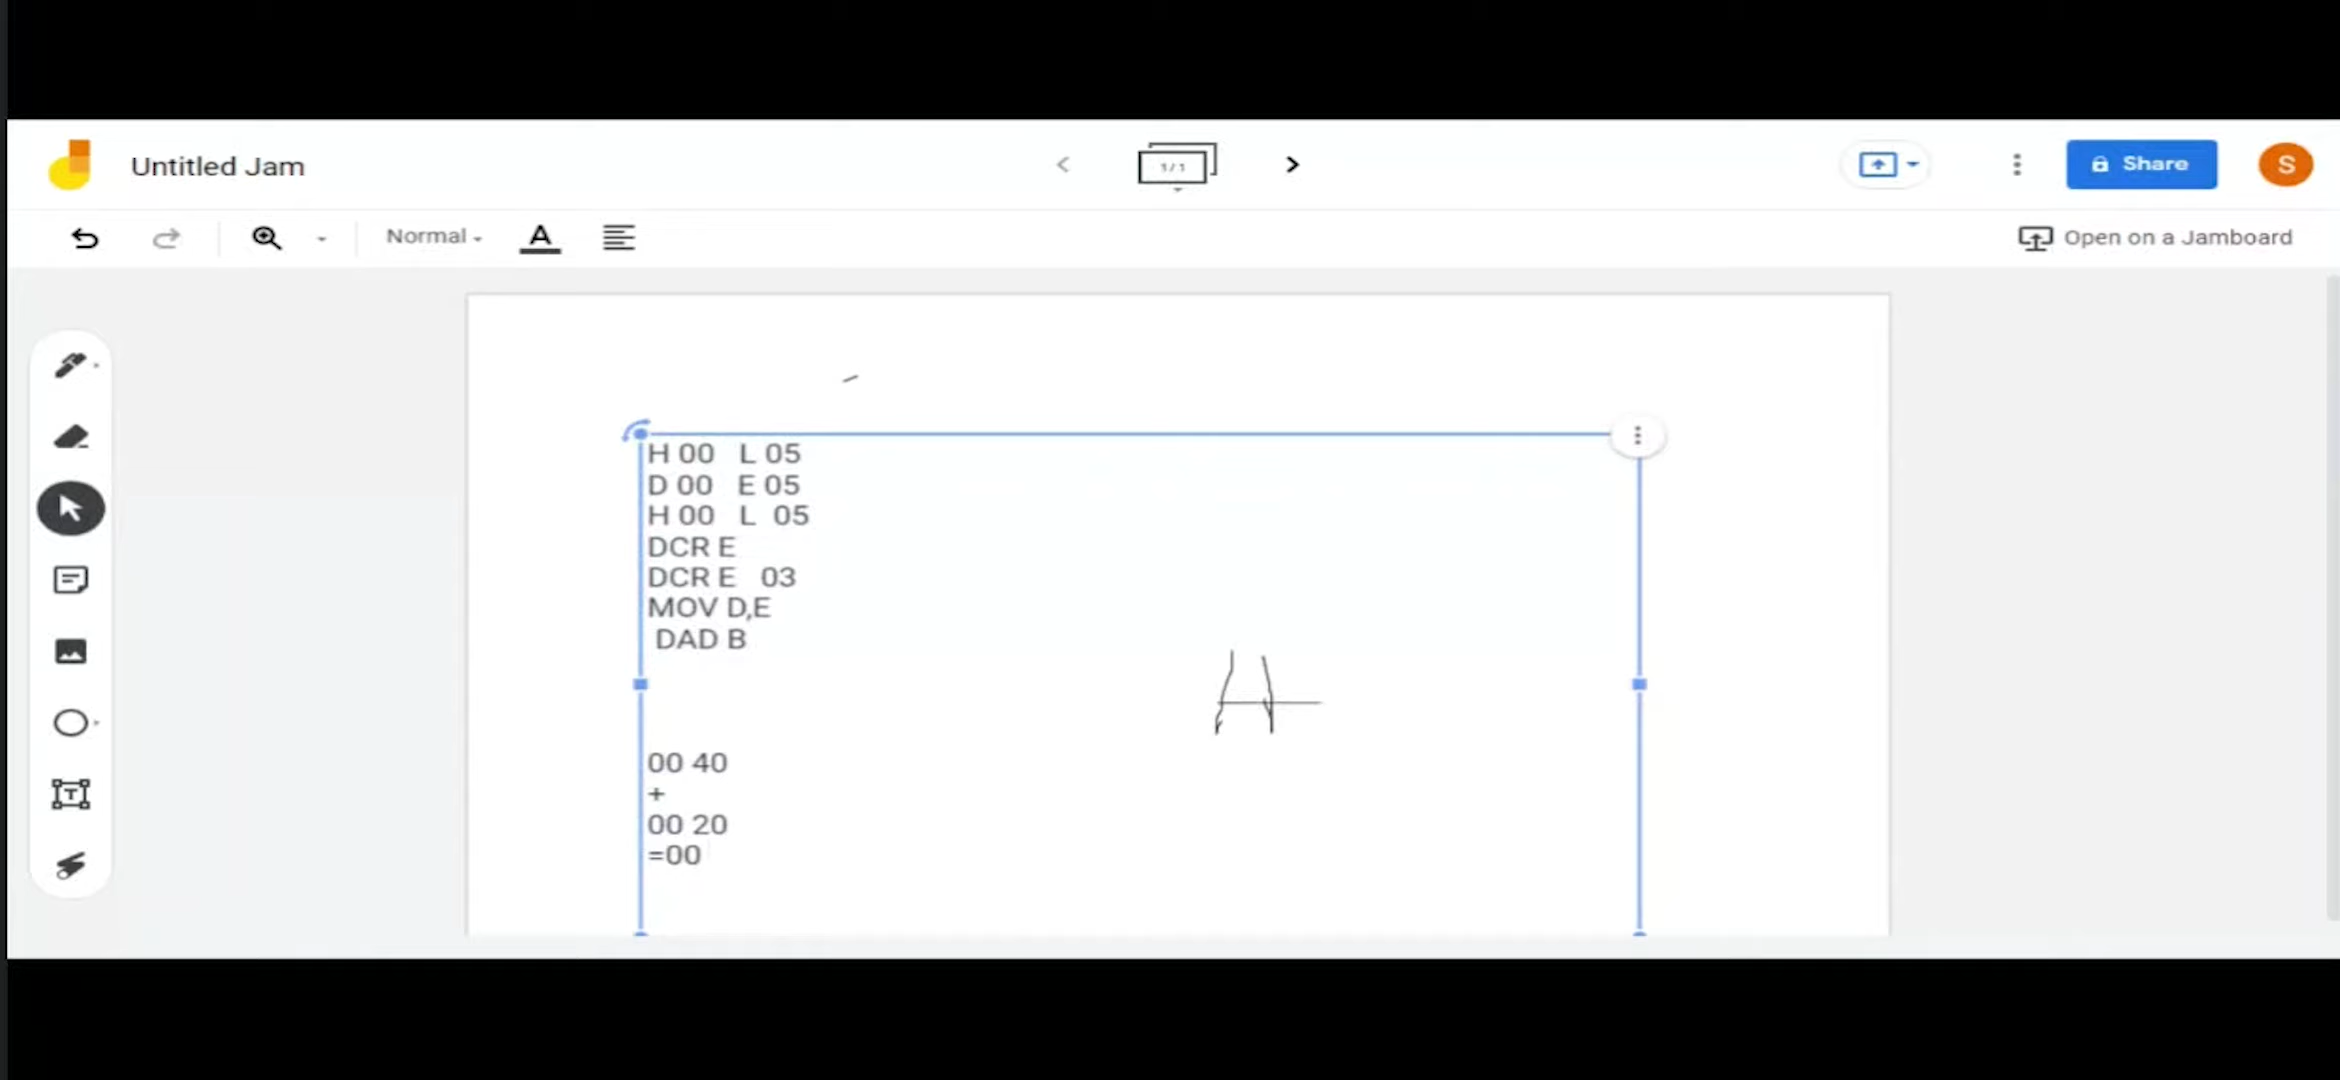 Untitled Jam
1/1
Share
S
Normal
A
Open on a Jamboard
H 00 L 05
D 00 E 05
H 00 L 05
DCR E
DCR E 03
MOV D,E
DAD B
00 40
+
00 20
=00